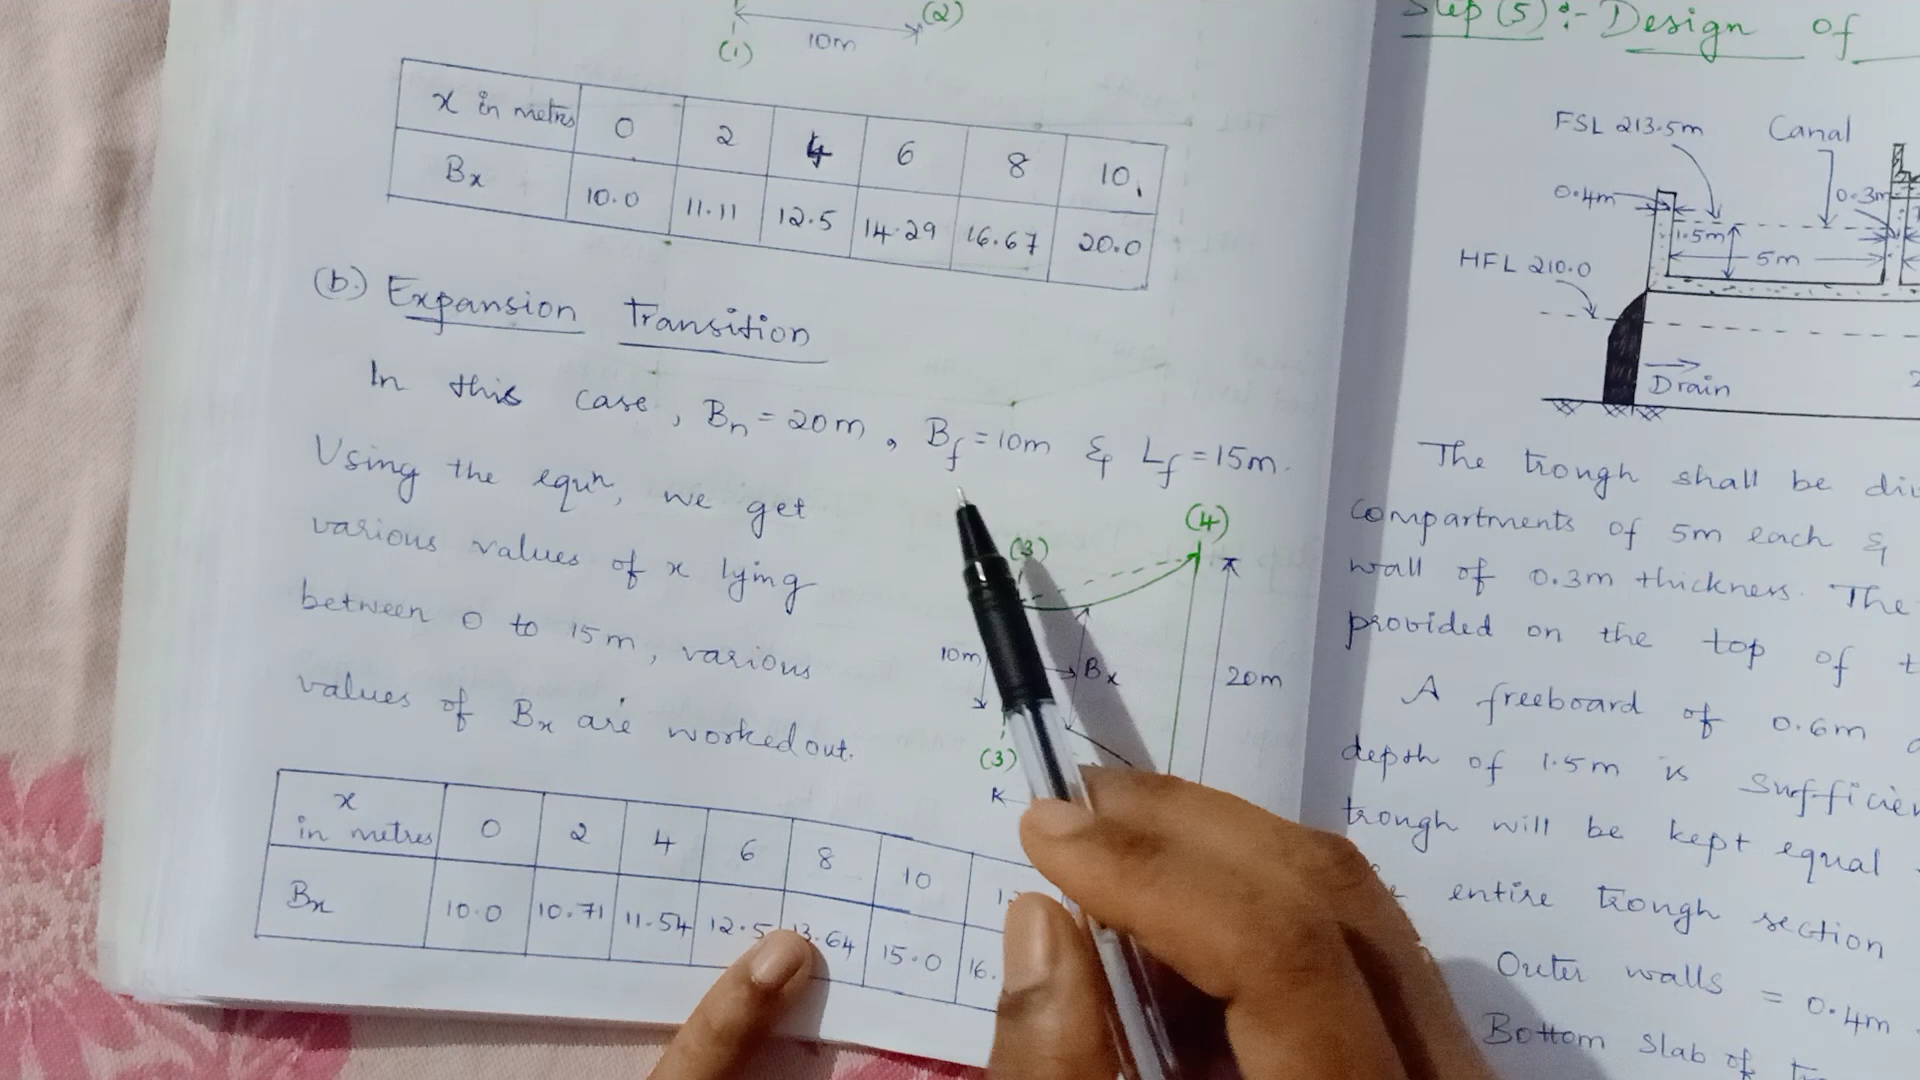 (2)
10m
(1)
x in metres 0 2 4 6 8 10
Bx 10.0 11.11 12.5 14.29 16.67 20.0
(b) Expansion Transition
In this case, Bn = 20m, Bf = 10m & Lf = 15m.
Using the equn, we get
various values of x lying
between 0 to 15m, various
values of Bx are worked out.
(3)
(4)
10m
Bx
20m
(3)
x in metres 0 2 4 6 8 10
Bx 10.0 10.71 11.54 12.5 13.64 15.0 16.
Step (5) :- Design of
FSL 213.5m Canal
0.4m
0.3m
1.5m
5m
HFL 210.0
Drain
The trough shall be
compartments of 5m each &
wall of 0.3m thickness. The
provided on the top of
A freeboard of 0.6m
depth of 1.5m is
trough will be kept equal
entire trough section
Outer walls = 0.4m
Bottom slab of